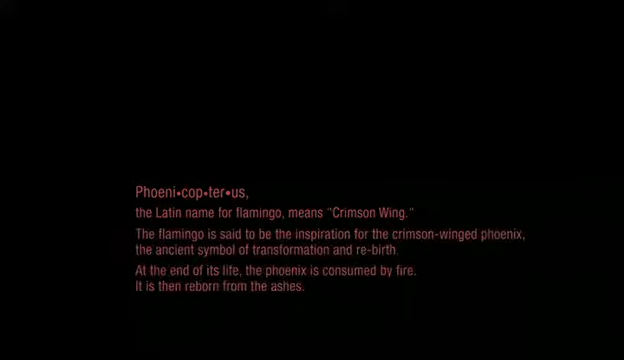 Phoeni•cop•ter•us,
the Latin name for flamingo, means "Crimson Wing."
The flamingo is said to be the inspiration for the crimson-winged phoenix,
the ancient symbol of transformation and re-birth.
At the end of its life, the phoenix is consumed by fire.
It is then reborn from the ashes.